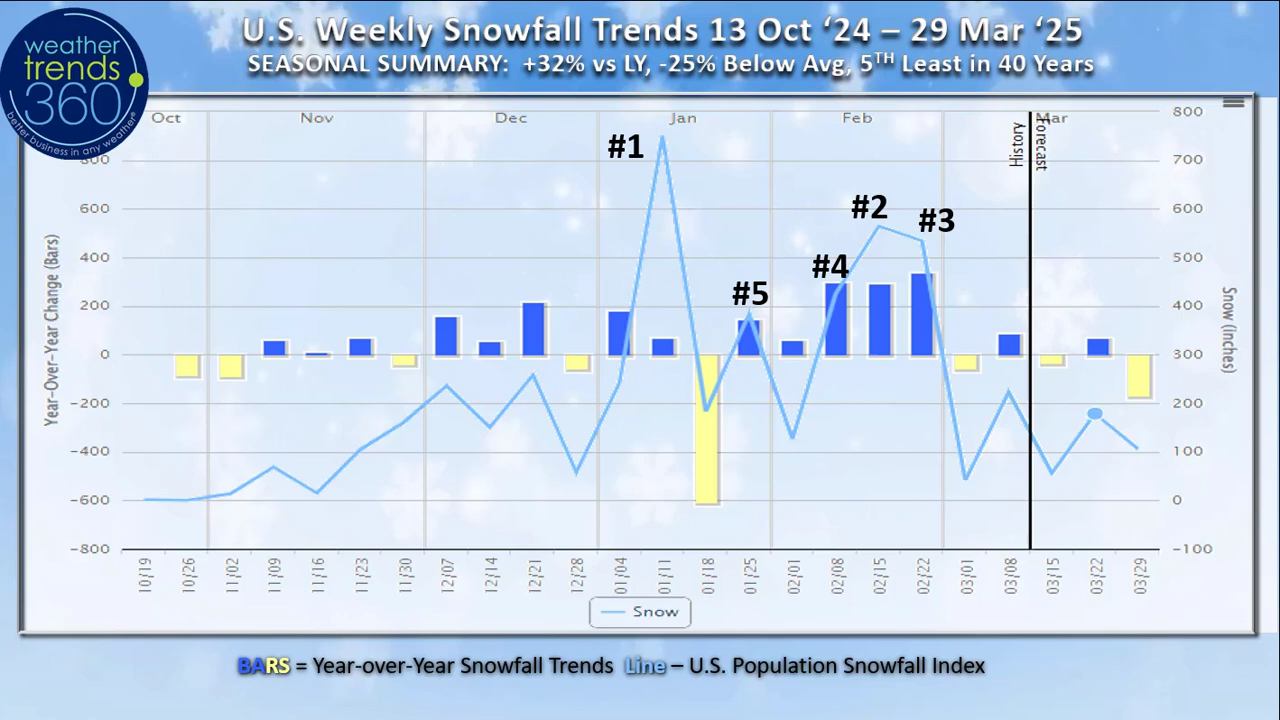 U.S. Weekly Snowfall Trends 13 Oct ‘24 – 29 Mar ‘25
SEASONAL SUMMARY: +32% vs LY, -25% Below Avg, 5TH Least in 40 Years
weather
trends
360
better business in any weather®
Oct
Nov
Dec
Jan
Feb
Mar
History
Forecast
#1
#2
#3
#4
#5
Year-Over-Year Change (Bars)
600
400
200
0
-200
-400
-600
-800
Snow (inches)
800
700
600
500
400
300
200
100
0
-100
10/19
10/26
11/02
11/09
11/16
11/23
11/30
12/07
12/14
12/21
12/28
01/04
01/11
01/18
01/25
02/01
02/08
02/15
02/22
03/01
03/08
03/15
03/22
03/29
Snow
BARS = Year-over-Year Snowfall Trends Line – U.S. Population Snowfall Index